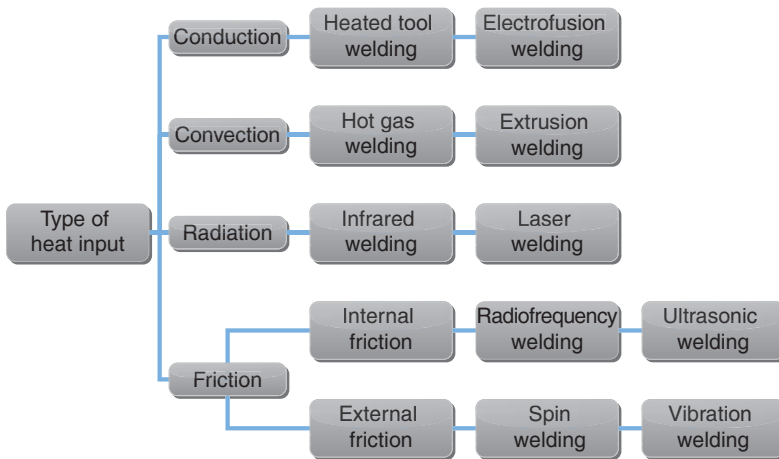 Conduction
Heated tool
welding
Electrofusion
welding
Convection
Hot gas
welding
Extrusion
welding
Type of
heat input
Radiation
Infrared
welding
Laser
welding
Friction
Internal
friction
Radiofrequency
welding
Ultrasonic
welding
External
friction
Spin
welding
Vibration
welding